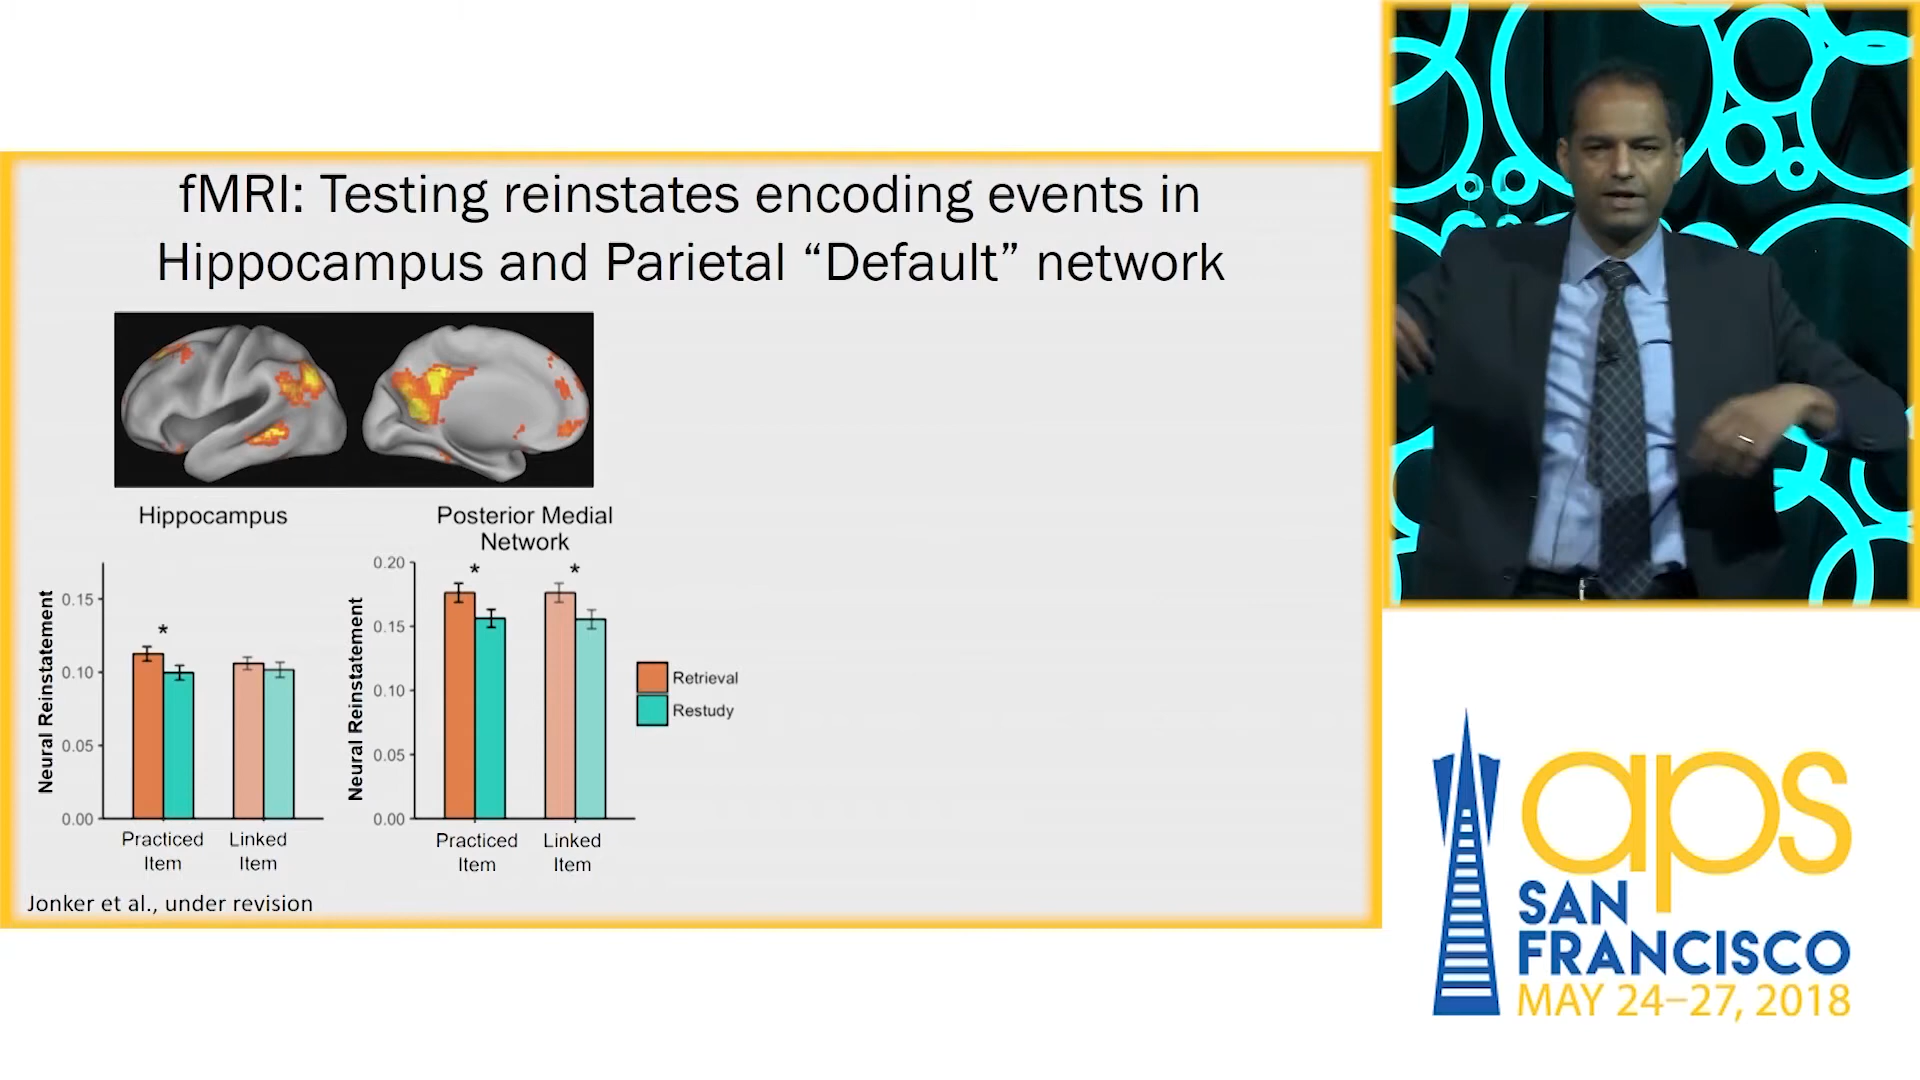 fMRI: Testing reinstates encoding events in
Hippocampus and Parietal “Default” network
Hippocampus
Posterior Medial
Network
Neural Reinstatement
0.15
0.10
0.05
0.00
*
Practiced
Item
Linked
Item
Neural Reinstatement
0.20
0.15
0.10
0.05
0.00
*
*
Practiced
Item
Linked
Item
Retrieval
Restudy
Jonker et al., under revision
aps
SAN
FRANCISCO
MAY 24–27, 2018